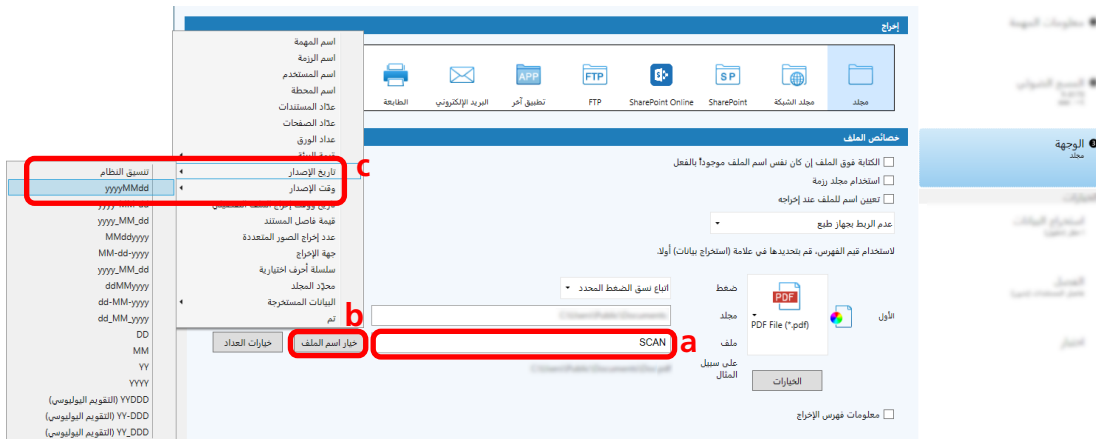 إخراج
مجلد
مجلد الشبكة
SP
SharePoint
SharePoint Online
FTP
FTP
APP
تطبيق آخر
البريد الإلكتروني
الطابعة
خصائص الملف
الكتابة فوق الملف إن كان نفس اسم الملف موجوداً بالفعل
استخدام مجلد رزمة
تعيين اسم للملف عند إخراجه
عدم الربط بجهاز طبع
لاستخدام قيم الفهرس، قم بتحديدها في علامة (استخراج بيانات) أولا.
الأول
PDF
PDF File (*.pdf)
الخيارات
ضغط
اتباع نسق الضغط المحدد
مجلد
ملف
SCAN
a
خيار اسم الملف
b
خيارات العداد
على سبيل
المثال
معلومات فهرس الإخراج
اسم المهمة
اسم الرزمة
اسم المستخدم
اسم المحطة
عدّاد المستندات
عدّاد الصفحات
عداد الورق
تاريخ الإصدار
وقت الإصدار
c
قيمة فاصل المستند
عدد إخراج الصور المتعددة
جهة الإخراج
سلسلة أحرف اختيارية
محدّد المجلد
البيانات المستخرجة
تم
تنسيق النظام
yyyyMMdd
yyyy-MM-dd
yyyy_MM_dd
MMddyyyy
MM-dd-yyyy
yyyy_MM_dd
ddMMyyyy
dd-MM-yyyy
dd_MM_yyyy
DD
MM
YY
YYYY
YYDDD (التقويم اليوليوسي)
YY-DDD (التقويم اليوليوسي)
YY_DDD (التقويم اليوليوسي)
3 الوجهة
مجلد